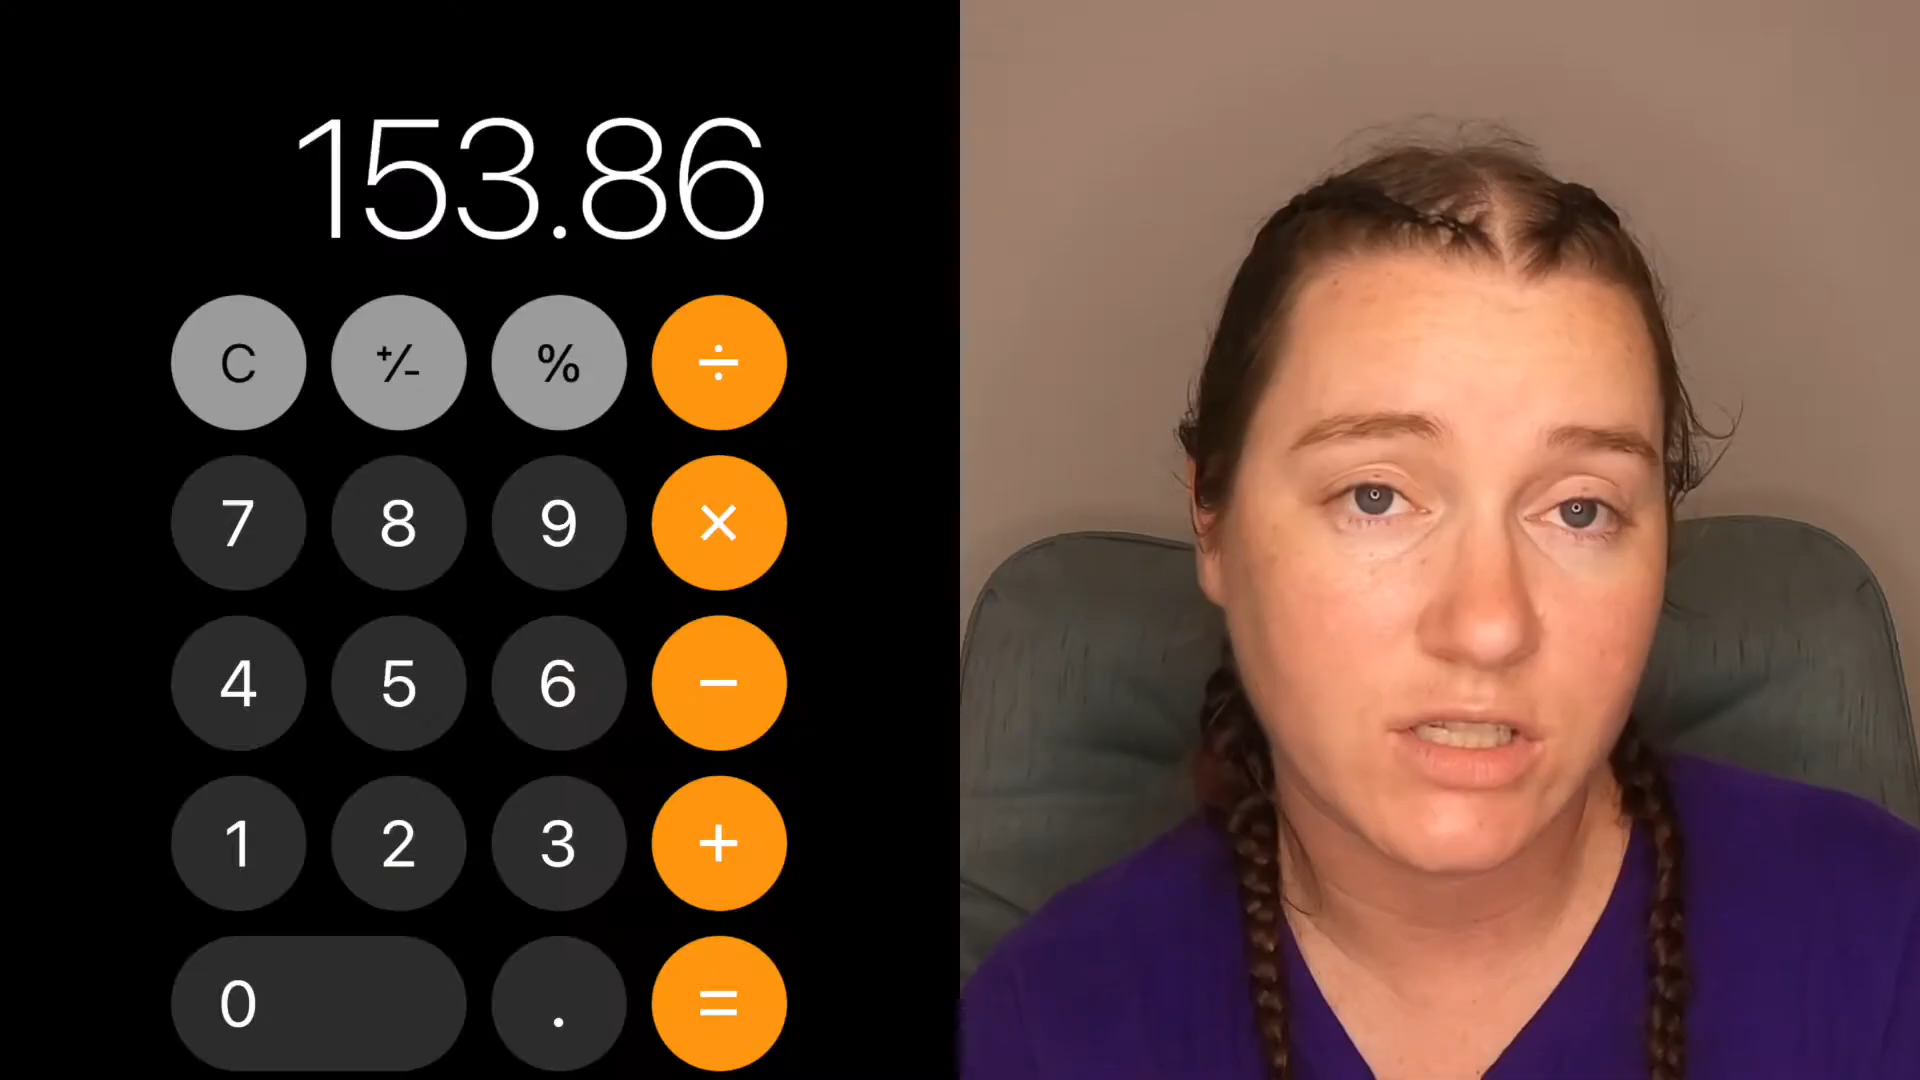 153.86
C +/- % ÷
7 8 9 ×
4 5 6 −
1 2 3 +
0 . =